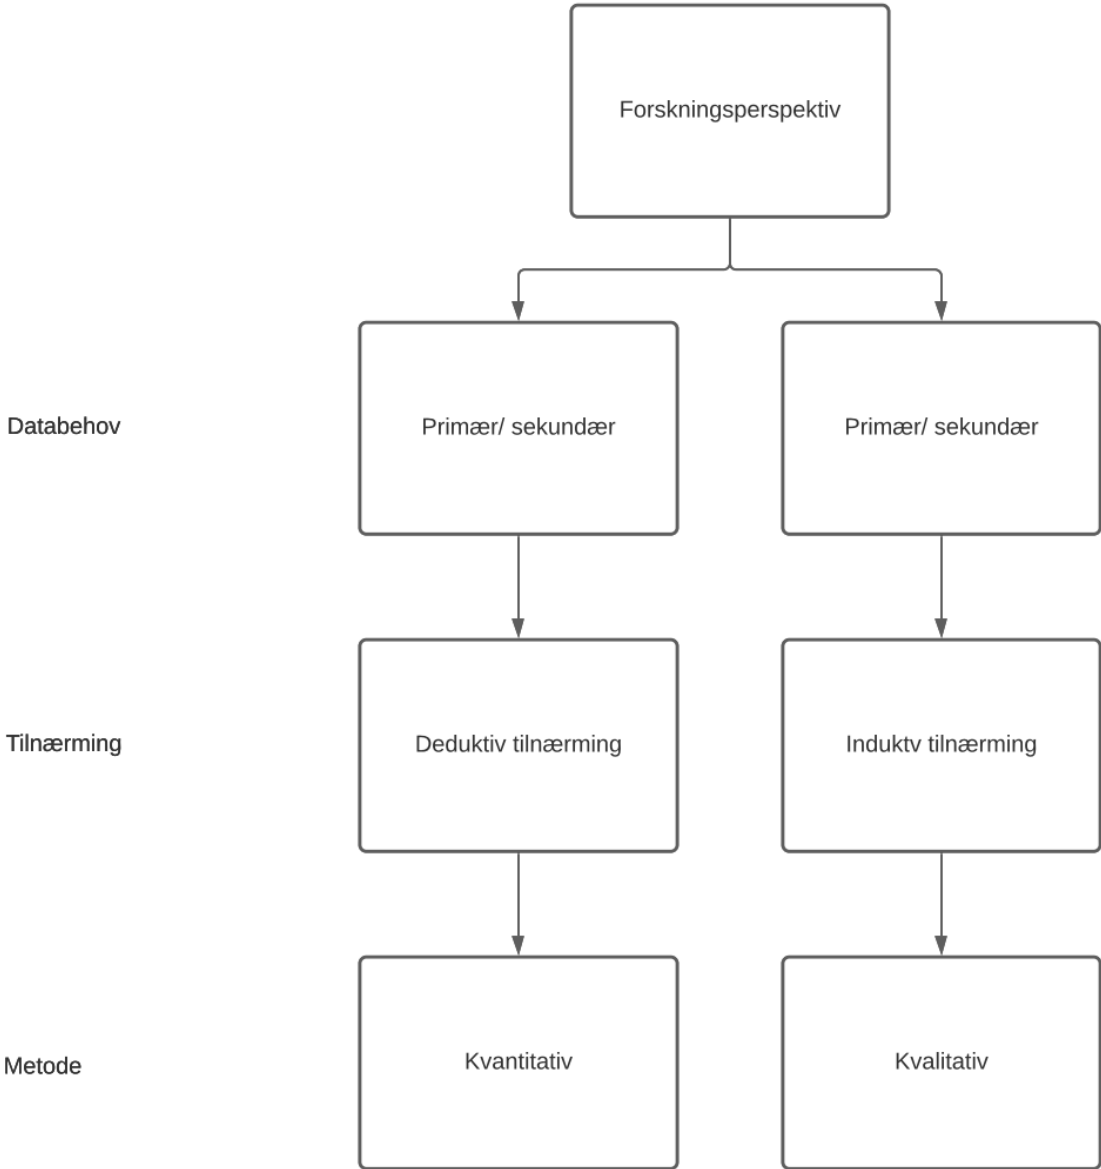 Forskningsperspektiv
Databehov
Primær/ sekundær
Primær/ sekundær
Tilnærming
Deduktiv tilnærming
Induktv tilnærming
Metode
Kvantitativ
Kvalitativ